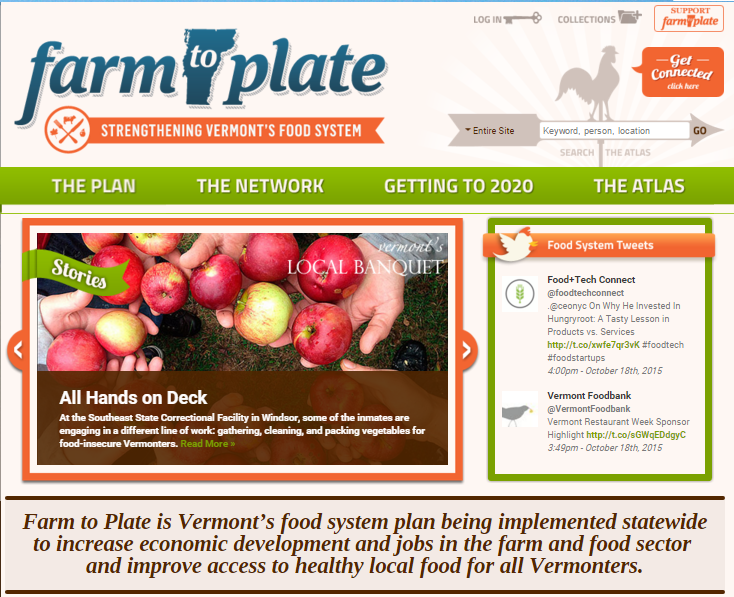 LOG IN
COLLECTIONS
SUPPORT
farm to plate
farm to plate
Get
Connected
click here
STRENGTHENING VERMONT'S FOOD SYSTEM
Entire Site
Keyword, person, location
GO
SEARCH
THE ATLAS
THE PLAN
THE NETWORK
GETTING TO 2020
THE ATLAS
Stories
vermont's
LOCAL BANQUET
All Hands on Deck
At the Southeast State Correctional Facility in Windsor, some of the inmates are
engaging in a different line of work: gathering, cleaning, and packing vegetables for
food-insecure Vermonters. Read More »
Food System Tweets
Food+Tech Connect
@foodtechconnect
.@ceonyc On Why He Invested In
Hungryroot: A Tasty Lesson in
Products vs. Services
http://t.co/xwfe7qr3vK #foodtech
#foodstartups
4:00pm - October 18th, 2015
Vermont Foodbank
@VermontFoodbank
Vermont Restaurant Week Sponsor
Highlight http://t.co/sGWqEDdgyC
3:49pm - October 18th, 2015
Farm to Plate is Vermont's food system plan being implemented statewide
to increase economic development and jobs in the farm and food sector
and improve access to healthy local food for all Vermonters.